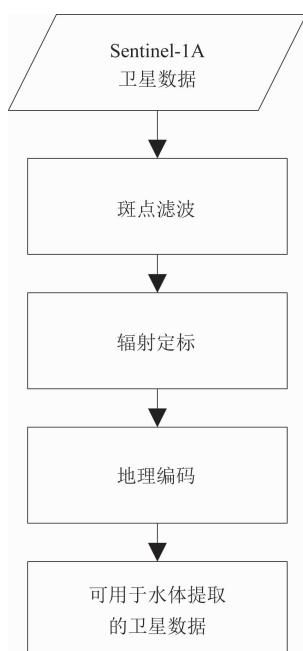 Sentinel-1A
卫星数据
斑点滤波
辐射定标
地理编码
可用于水体提取
的卫星数据